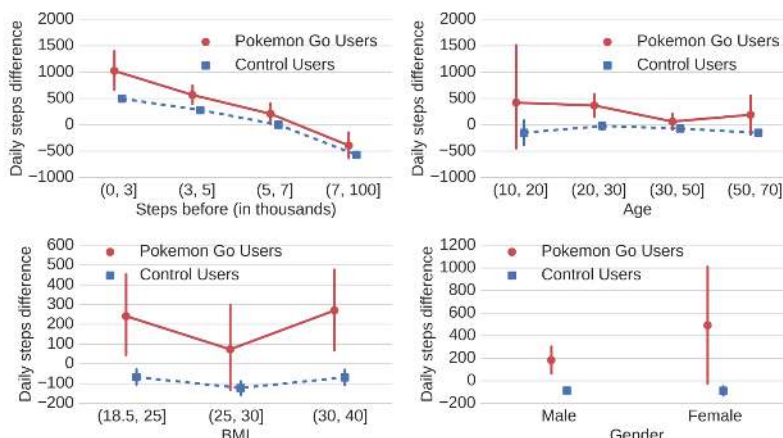 Daily steps difference
2000
1500
1000
500
0
−500
−1000
Pokemon Go Users
Control Users
(0, 3]
(3, 5]
(5, 7]
(7, 100]
Steps before (in thousands)
Daily steps difference
2000
1500
1000
500
0
−500
−1000
Pokemon Go Users
Control Users
(10, 20]
(20, 30]
(30, 50]
(50, 70]
Age
Daily steps difference
600
500
400
300
200
100
0
−100
−200
Pokemon Go Users
Control Users
(18.5, 25]
(25, 30]
(30, 40]
BMI
Daily steps difference
1200
1000
800
600
400
200
0
−200
Pokemon Go Users
Control Users
Male
Female
Gender